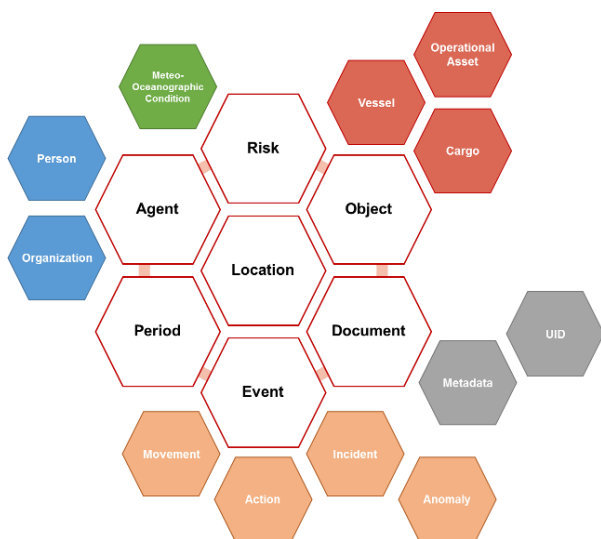 Operational
Asset
Meteo-
Oceanographic
Condition
Vessel
Risk
Cargo
Person
Agent
Object
Organization
Location
Period
Document
UID
Metadata
Event
Movement
Incident
Action
Anomaly